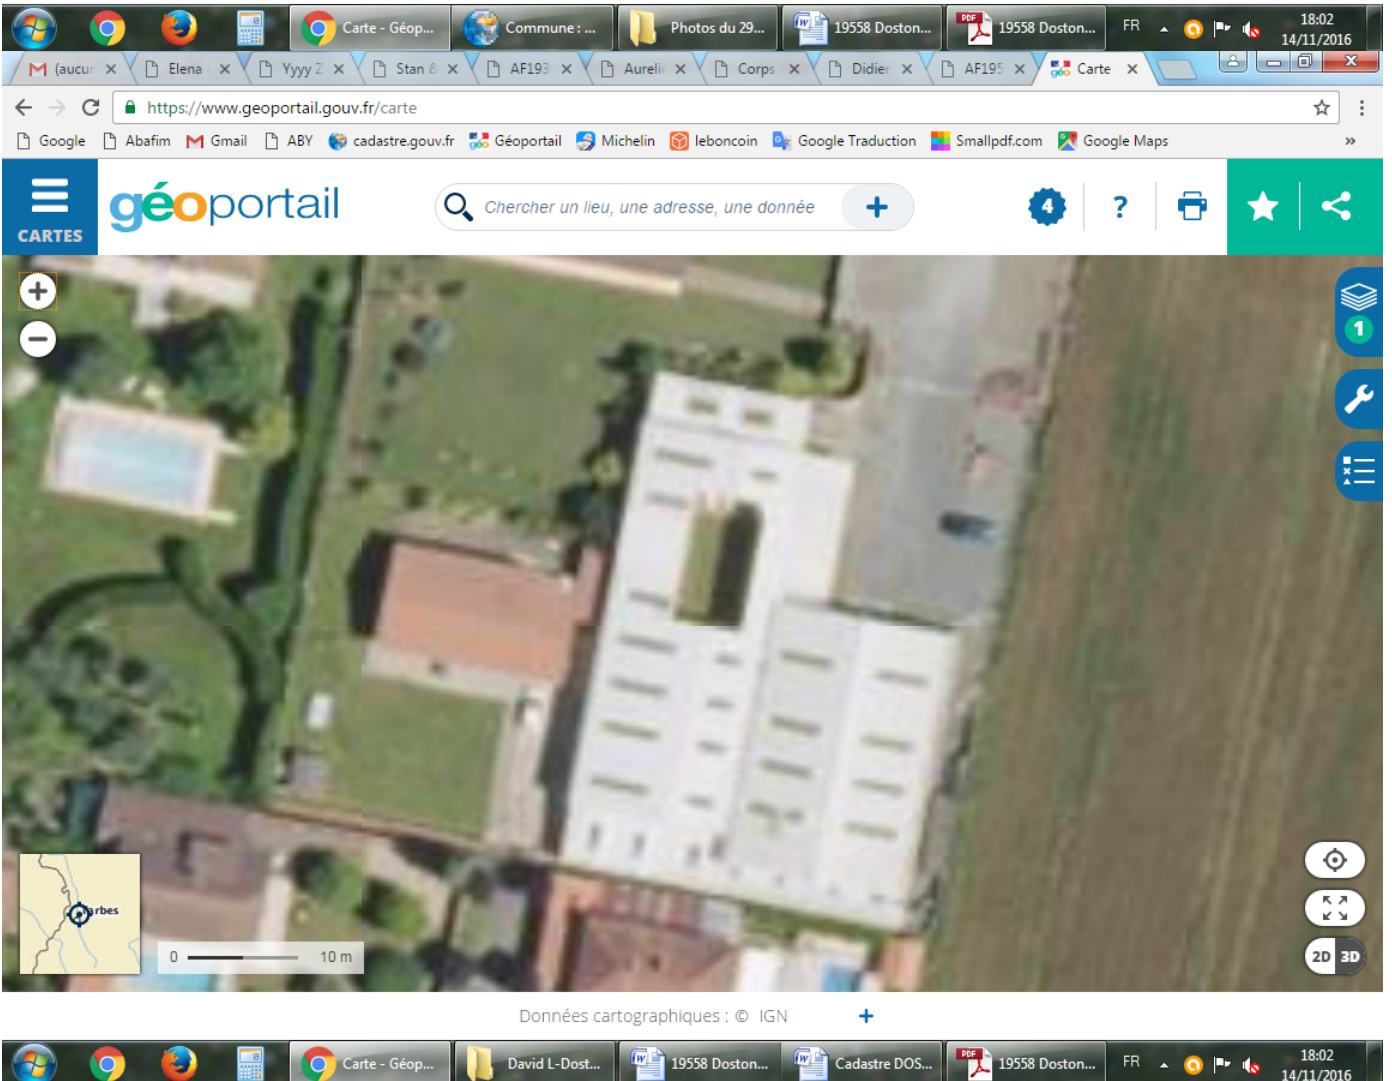 Carte - Géop...
Commune : ...
Photos du 29...
19558 Doston...
19558 Doston...
FR
18:02
14/11/2016
(aucun
Elena
Yyyy Z
Stan &
AF193
Aurelie
Corps
Didier
AF195
Carte
https://www.geoportail.gouv.fr/carte
Google
Abafim
Gmail
ABY
cadastre.gouv.fr
Géoportail
Michelin
leboncoin
Google Traduction
Smallpdf.com
Google Maps
»
CARTES
géoportail
Chercher un lieu, une adresse, une donnée
+
4
?
+
−
1
arbes
0
10 m
2D
3D
Données cartographiques : © IGN
+
Carte - Géop...
David L-Dost...
19558 Doston...
Cadastre DOS...
19558 Doston...
FR
18:02
14/11/2016